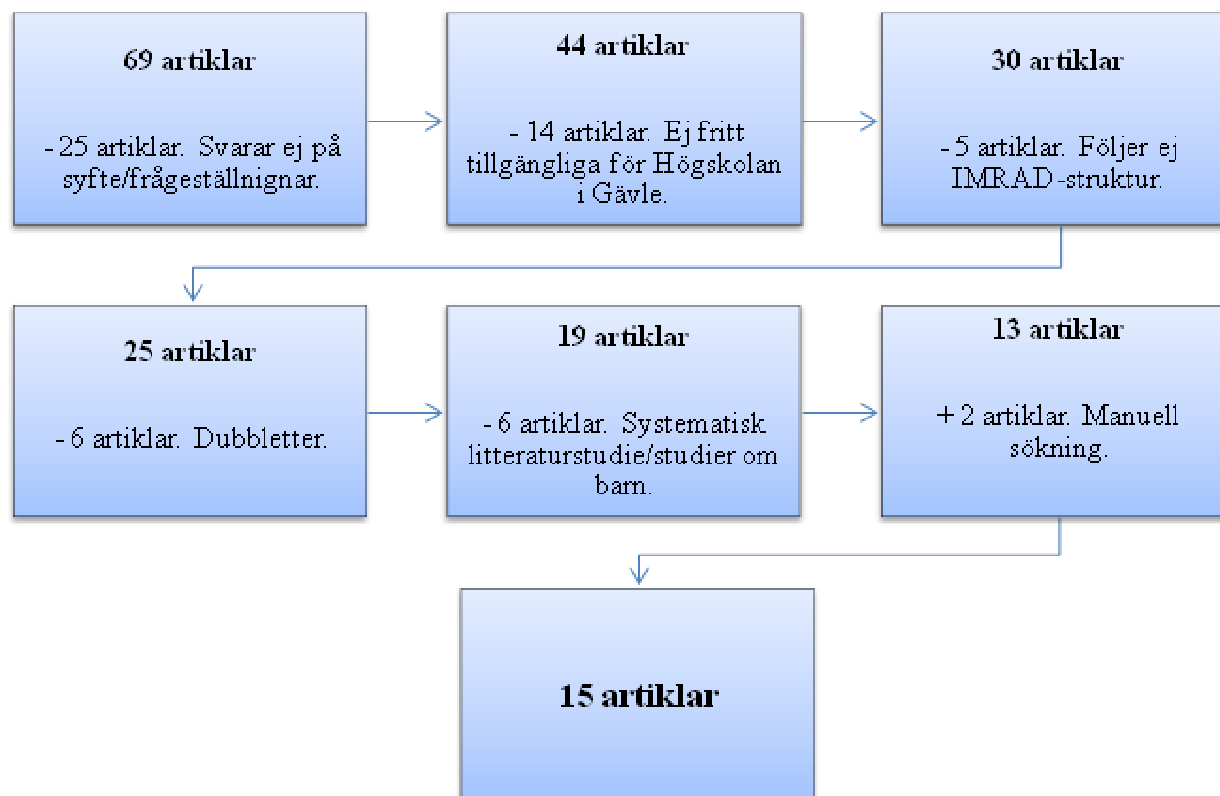 69 artiklar
- 25 artiklar. Svarar ej på
syfte/frågeställnignar.
44 artiklar
- 14 artiklar. Ej fritt
tillgängliga för Högskolan
i Gävle.
30 artiklar
- 5 artiklar. Följer ej
IMRAD-struktur.
25 artiklar
- 6 artiklar. Dubbletter.
19 artiklar
- 6 artiklar. Systematisk
litteraturstudie/studier om
barn.
13 artiklar
+ 2 artiklar. Manuell
sökning.
15 artiklar